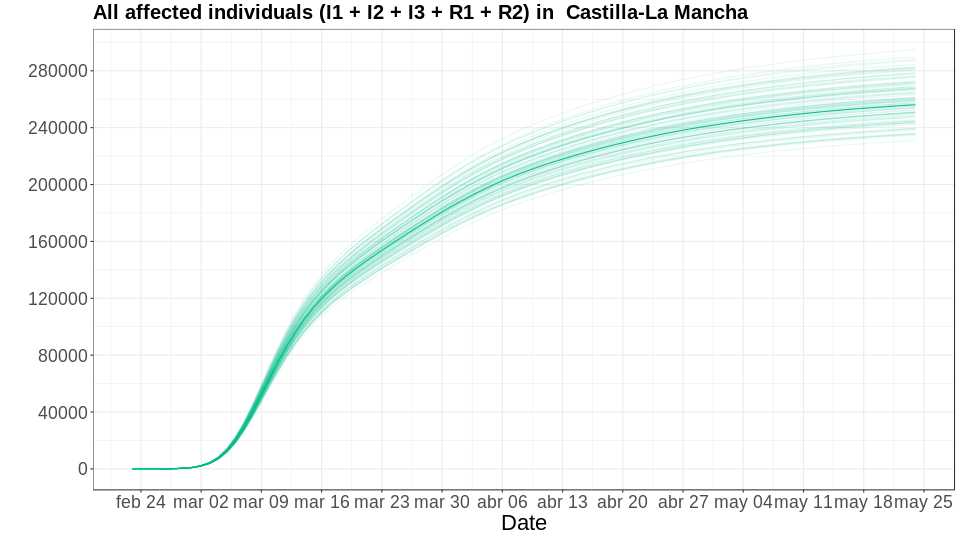 All affected individuals (I1 + I2 + I3 + R1 + R2) in  Castilla-La Mancha
280000
240000
200000
160000
120000
80000
40000
0
feb 24 mar 02 mar 09 mar 16 mar 23 mar 30 abr 06 abr 13 abr 20 abr 27 may 04 may 11 may 18 may 25
Date